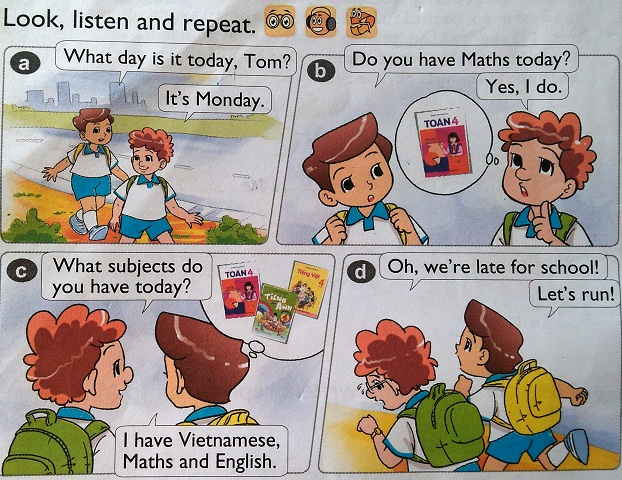 Look, listen and repeat.
a
What day is it today, Tom?
It's Monday.
b
Do you have Maths today?
Yes, I do.
TOÁN 4
c
What subjects do
you have today?
TOÁN 4
TIẾNG ANH
Tiếng Việt
4
I have Vietnamese,
Maths and English.
d
Oh, we're late for school!
Let's run!